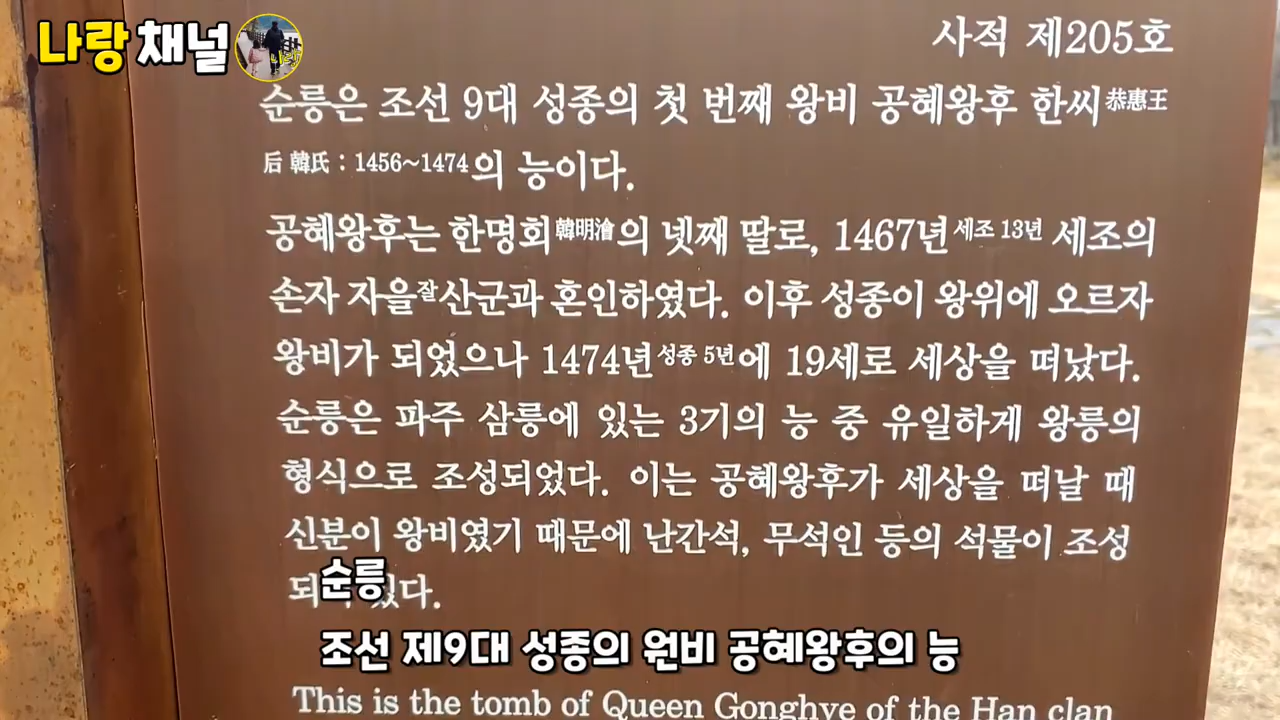 나랑 채널
나랑
사적 제205호
순릉은 조선 9대 성종의 첫 번째 왕비 공혜왕후 한씨恭惠王
后 韓氏 : 1456~1474의 능이다.
공혜왕후는 한명회韓明澮의 넷째 딸로, 1467년세조 13년 세조의
손자 자을잘산군과 혼인하였다. 이후 성종이 왕위에 오르자
왕비가 되었으나 1474년성종 5년에 19세로 세상을 떠났다.
순릉은 파주 삼릉에 있는 3기의 능 중 유일하게 왕릉의
형식으로 조성되었다. 이는 공혜왕후가 세상을 떠날 때
신분이 왕비였기 때문에 난간석, 무석인 등의 석물이 조성
순릉
조선 제9대 성종의 원비 공혜왕후의 능
This is the tomb of Queen Gonghye of the Han clan